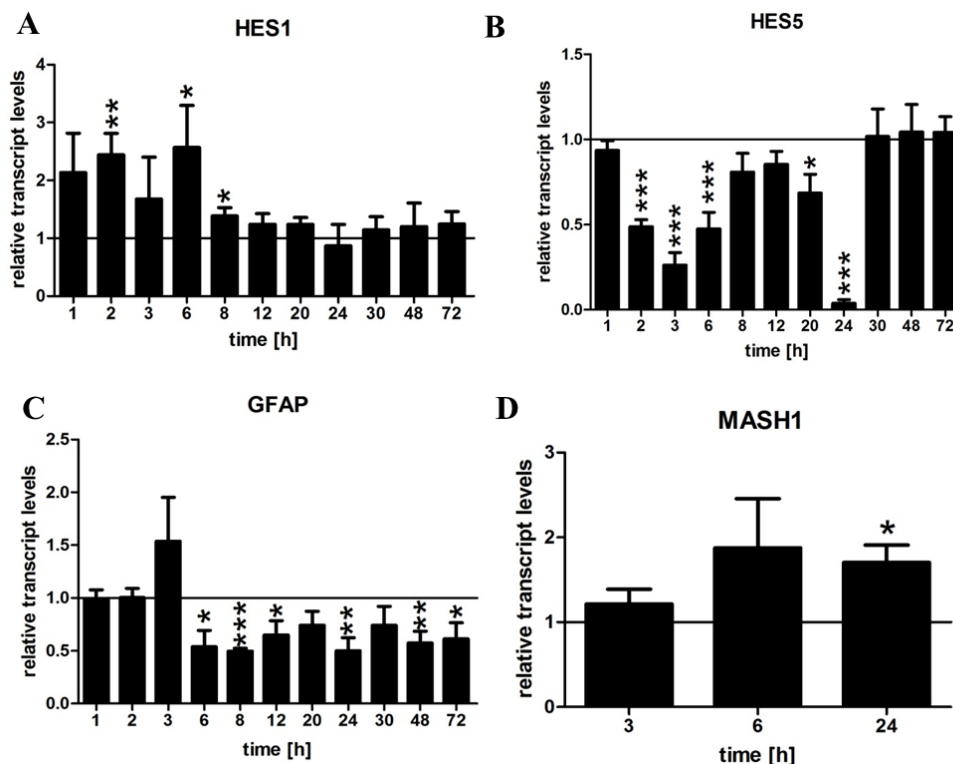 A
HES1
relative transcript levels
4
3
2
1
0
** * *
1 2 3 6 8 12 20 24 30 48 72
time [h]
B
HES5
relative transcript levels
1.5
1.0
0.5
0.0
*** *** *** * ***
1 2 3 6 8 12 20 24 30 48 72
time [h]
C
GFAP
relative transcript levels
2.5
2.0
1.5
1.0
0.5
0.0
* *** * ** ** *
1 2 3 6 8 12 20 24 30 48 72
time [h]
D
MASH1
relative transcript levels
3
2
1
0
*
3 6 24
time [h]